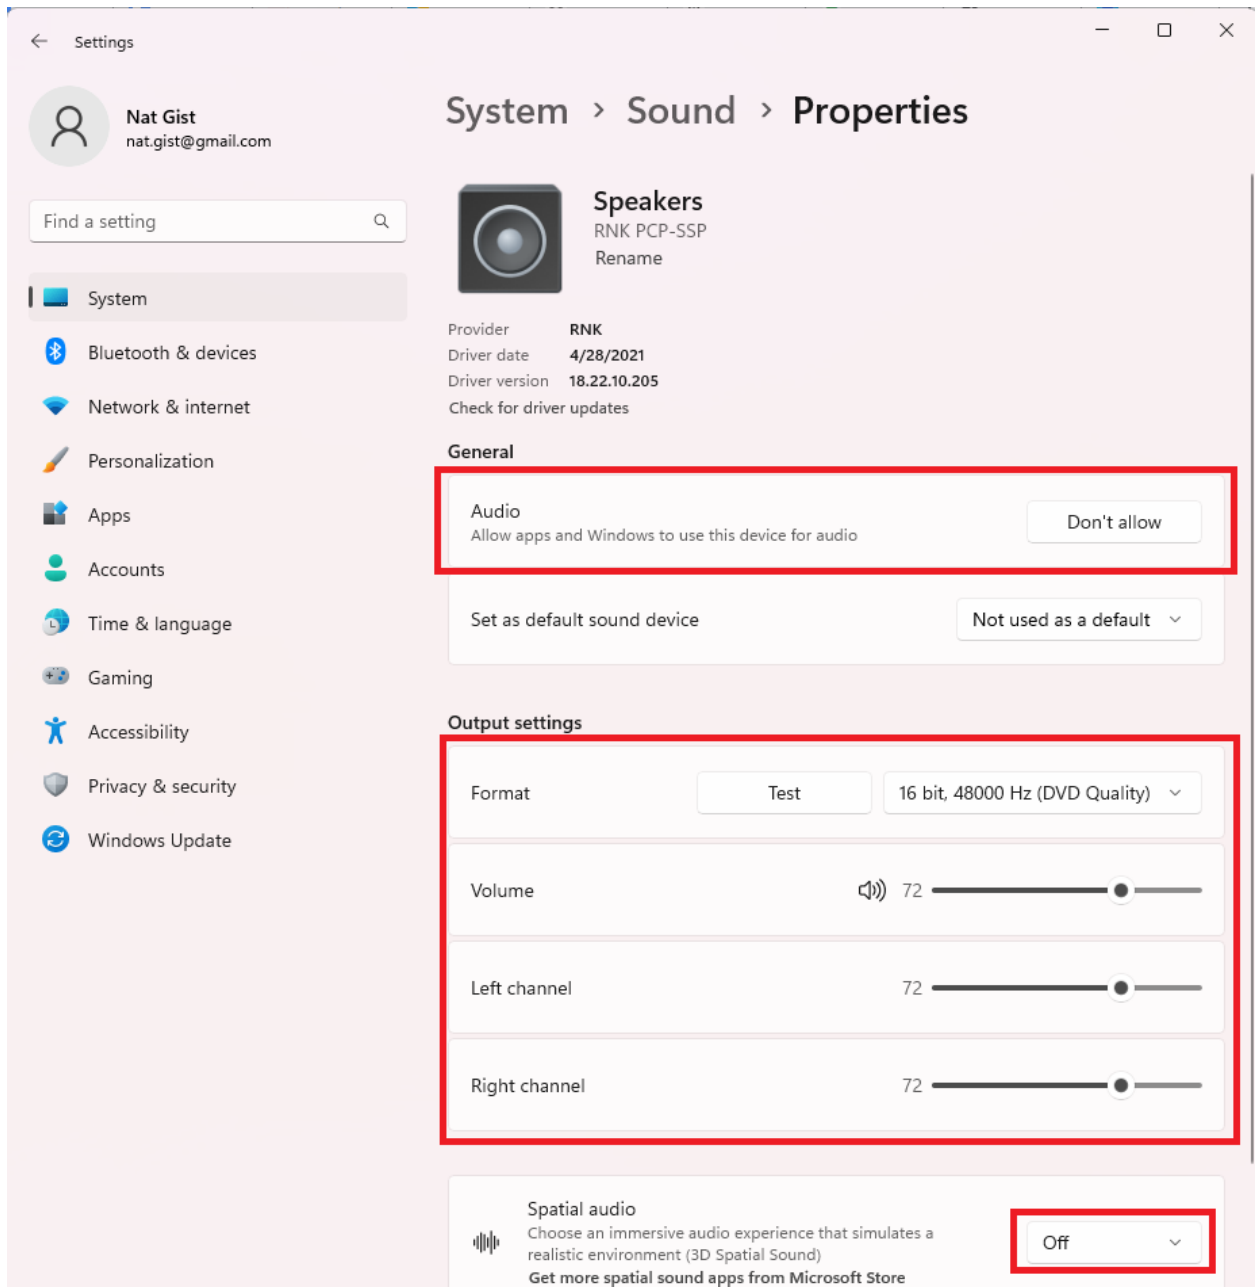 Settings
Nat Gist
nat.gist@gmail.com
Find a setting
System
Bluetooth & devices
Network & internet
Personalization
Apps
Accounts
Time & language
Gaming
Accessibility
Privacy & security
Windows Update
System > Sound > Properties
Speakers
RNK PCP-SSP
Rename
Provider RNK
Driver date 4/28/2021
Driver version 18.22.10.205
Check for driver updates
General
Audio
Allow apps and Windows to use this device for audio
Don't allow
Set as default sound device Not used as a default
Output settings
Format Test 16 bit, 48000 Hz (DVD Quality)
Volume 72
Left channel 72
Right channel 72
Spatial audio
Choose an immersive audio experience that simulates a
realistic environment (3D Spatial Sound)
Get more spatial sound apps from Microsoft Store
Off